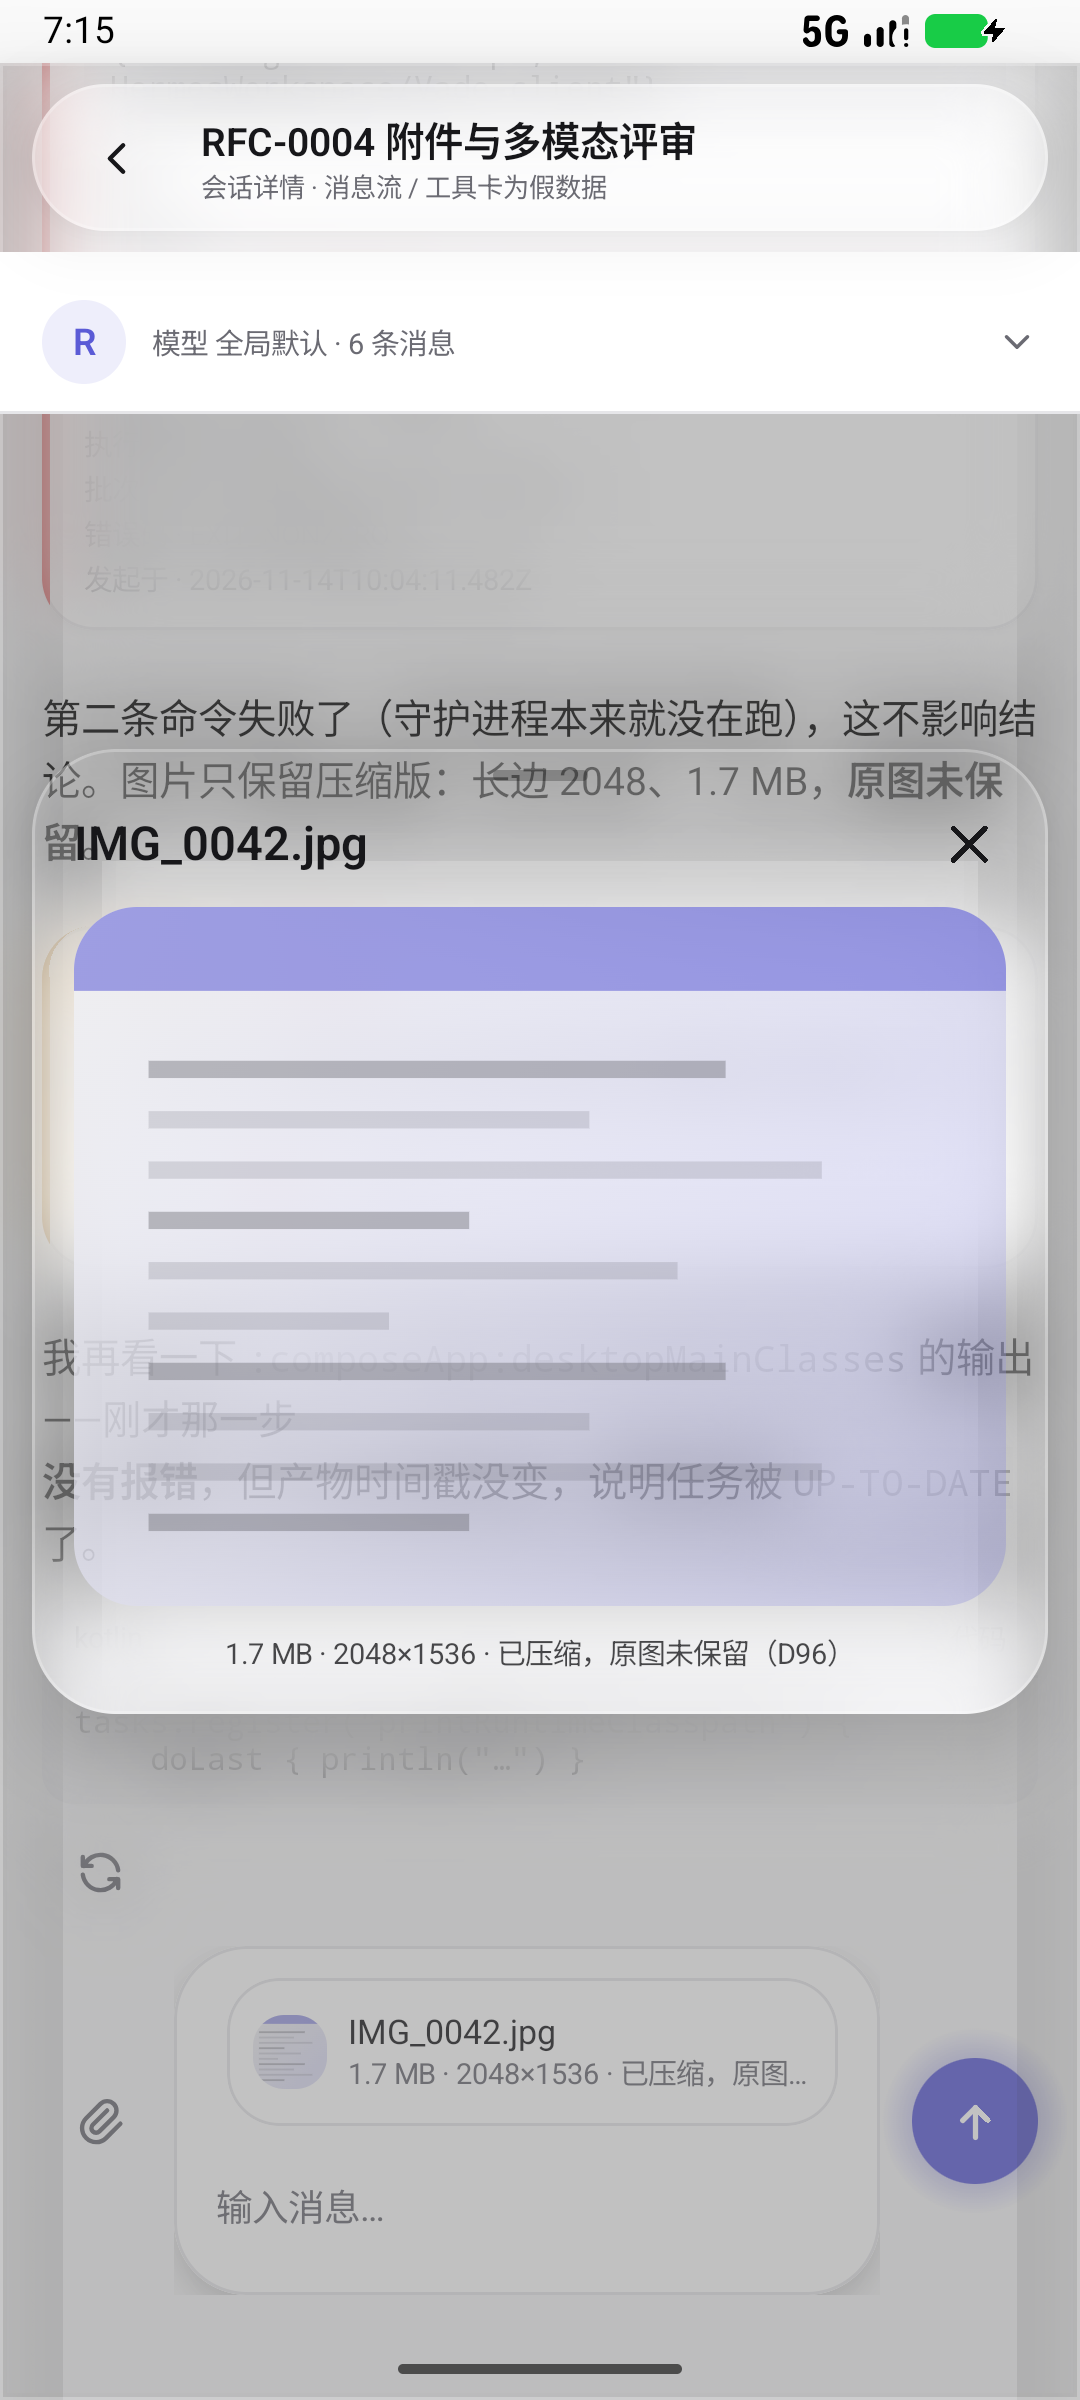 7:15
5G
RFC-0004 附件与多模态评审
会话详情 · 消息流 / 工具卡为假数据
R
模型 全局默认 · 6 条消息
执
批
错
发起于 · 2026-11-14T10:04:11.482Z
第二条命令失败了（守护进程本来就没在跑），这不影响结
论。图片只保留压缩版：长边 2048、1.7 MB，原图未保
留。
IMG_0042.jpg
我再看一下 :composeApp:desktopMainClasses 的输出
——刚才那一步
没有报错，但产物时间戳没变，说明任务被 UP-TO-DATE
了。
1.7 MB · 2048×1536 · 已压缩，原图未保留（D96）
doLast { println("…") }
IMG_0042.jpg
1.7 MB · 2048×1536 · 已压缩，原图…
输入消息…